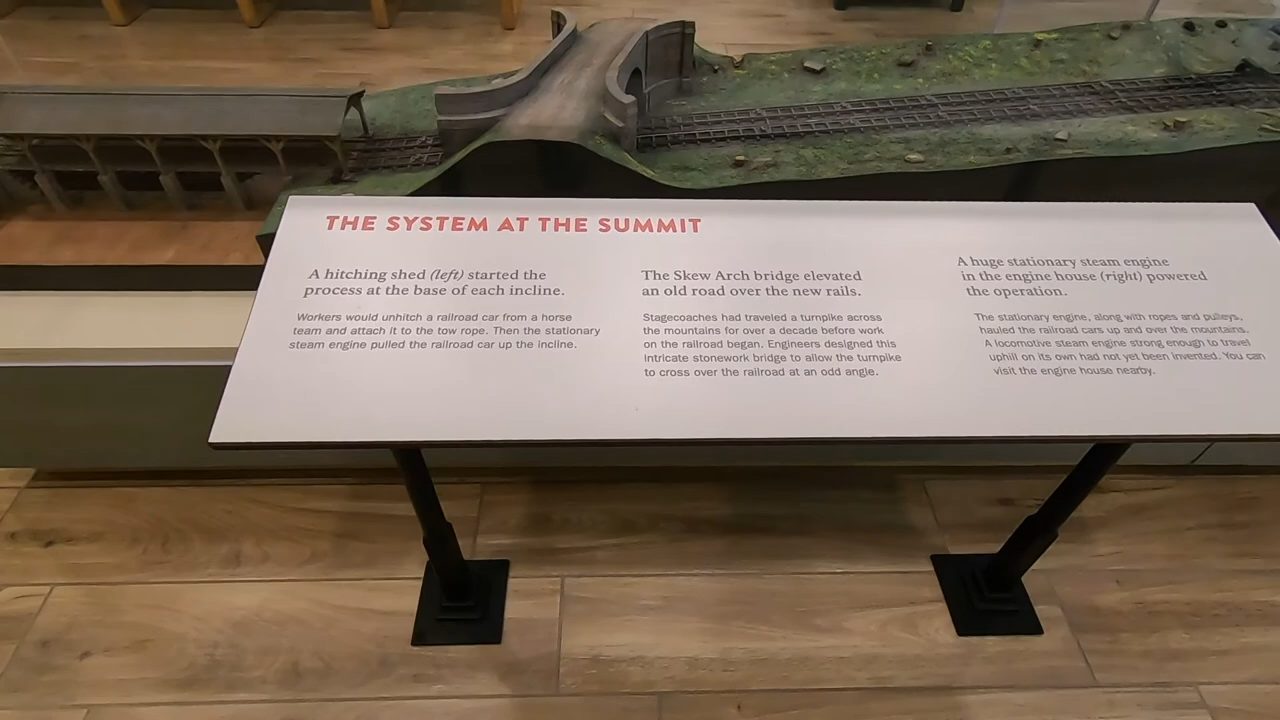 THE SYSTEM AT THE SUMMIT
A hitching shed (left) started the
process at the base of each incline.
Workers would unhitch a railroad car from a horse
team and attach it to the tow rope. Then the stationary
steam engine pulled the railroad car up the incline.
The Skew Arch bridge elevated
an old road over the new rails.
Stagecoaches had traveled a turnpike across
the mountains for over a decade before work
on the railroad began. Engineers designed this
intricate stonework bridge to allow the turnpike
to cross over the railroad at an odd angle.
A huge stationary steam engine
in the engine house (right) powered
the operation.
The stationary engine, along with ropes and pulleys,
hauled the railroad cars up and over the mountains.
A locomotive steam engine strong enough to travel
uphill on its own had not yet been invented. You can
visit the engine house nearby.